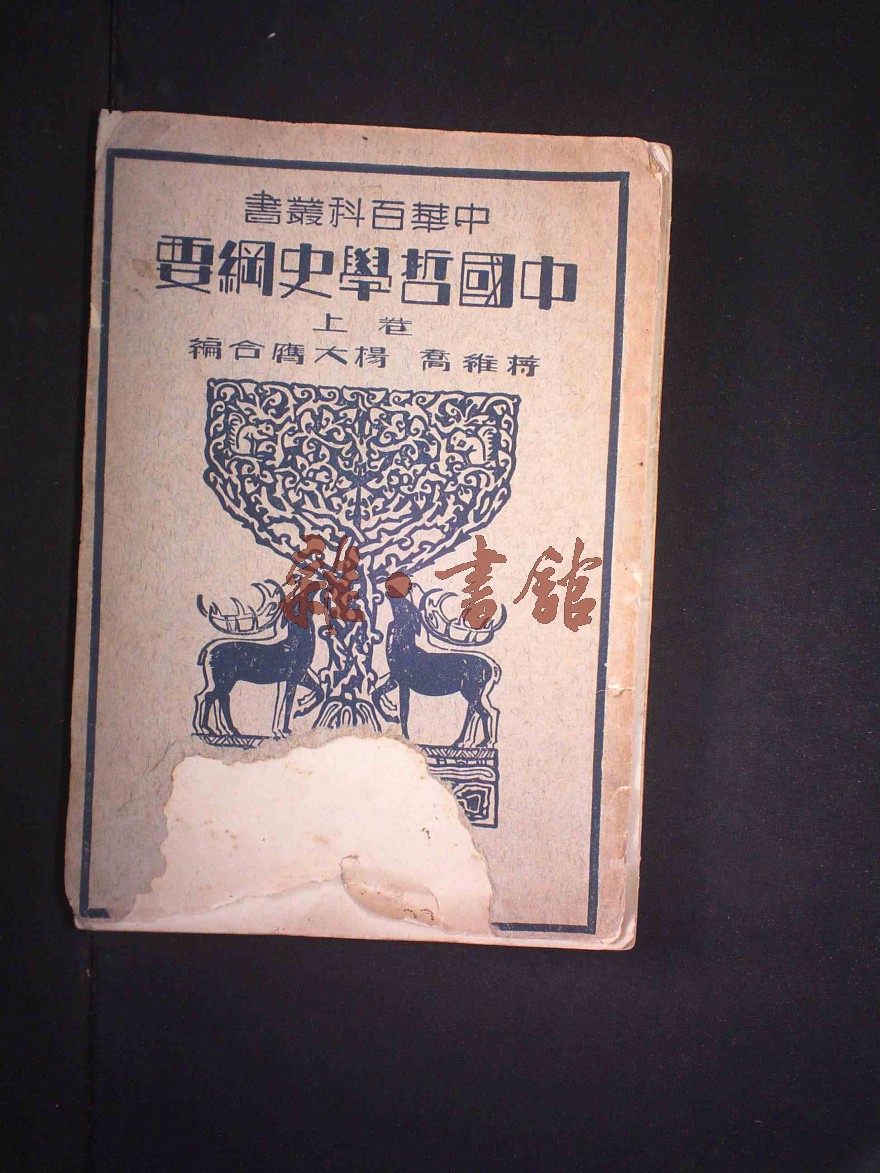 中華百科叢書
中國哲學史綱要
卷上
蔣維喬 楊大膺合編
雜·書館